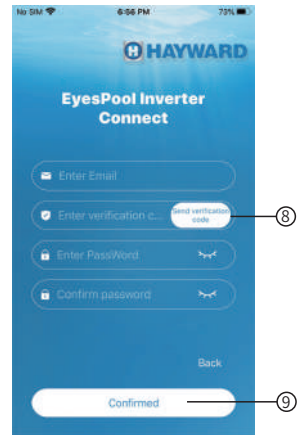 No SIM 6:56 PM 73%
HAYWARD
EyesPool Inverter
Connect
Enter Email
Enter verification c...
Send verification
code
⑧
Enter PassWord
Confirm password
Back
Confirmed
⑨